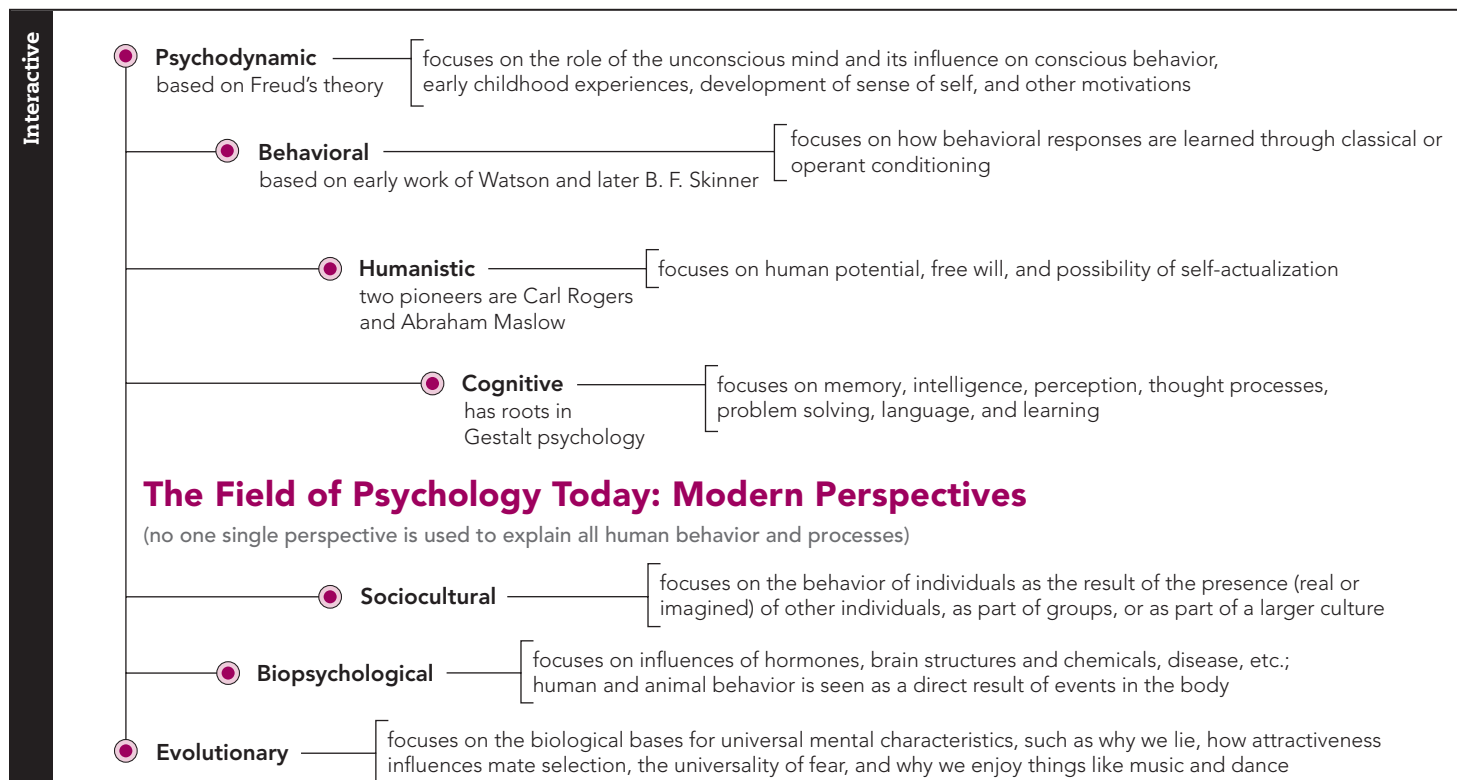 Interactive
Psychodynamic
based on Freud’s theory
focuses on the role of the unconscious mind and its influence on conscious behavior,
early childhood experiences, development of sense of self, and other motivations
Behavioral
based on early work of Watson and later B. F. Skinner
focuses on how behavioral responses are learned through classical or
operant conditioning
Humanistic
two pioneers are Carl Rogers
and Abraham Maslow
focuses on human potential, free will, and possibility of self-actualization
Cognitive
has roots in
Gestalt psychology
focuses on memory, intelligence, perception, thought processes,
problem solving, language, and learning
The Field of Psychology Today: Modern Perspectives
(no one single perspective is used to explain all human behavior and processes)
Sociocultural
focuses on the behavior of individuals as the result of the presence (real or
imagined) of other individuals, as part of groups, or as part of a larger culture
Biopsychological
focuses on influences of hormones, brain structures and chemicals, disease, etc.;
human and animal behavior is seen as a direct result of events in the body
Evolutionary
focuses on the biological bases for universal mental characteristics, such as why we lie, how attractiveness
influences mate selection, the universality of fear, and why we enjoy things like music and dance